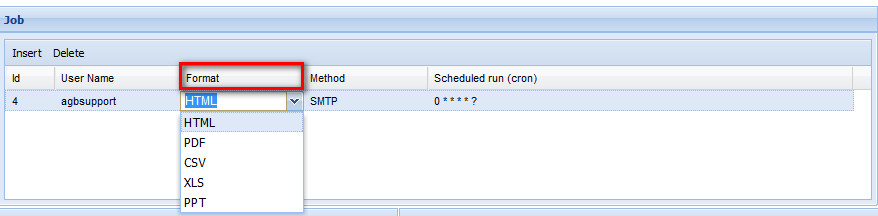 Job
Insert Delete
Id User Name Format Method Scheduled run (cron)
4 agbsupport HTML SMTP 0 * * * * ?
HTML
PDF
CSV
XLS
PPT